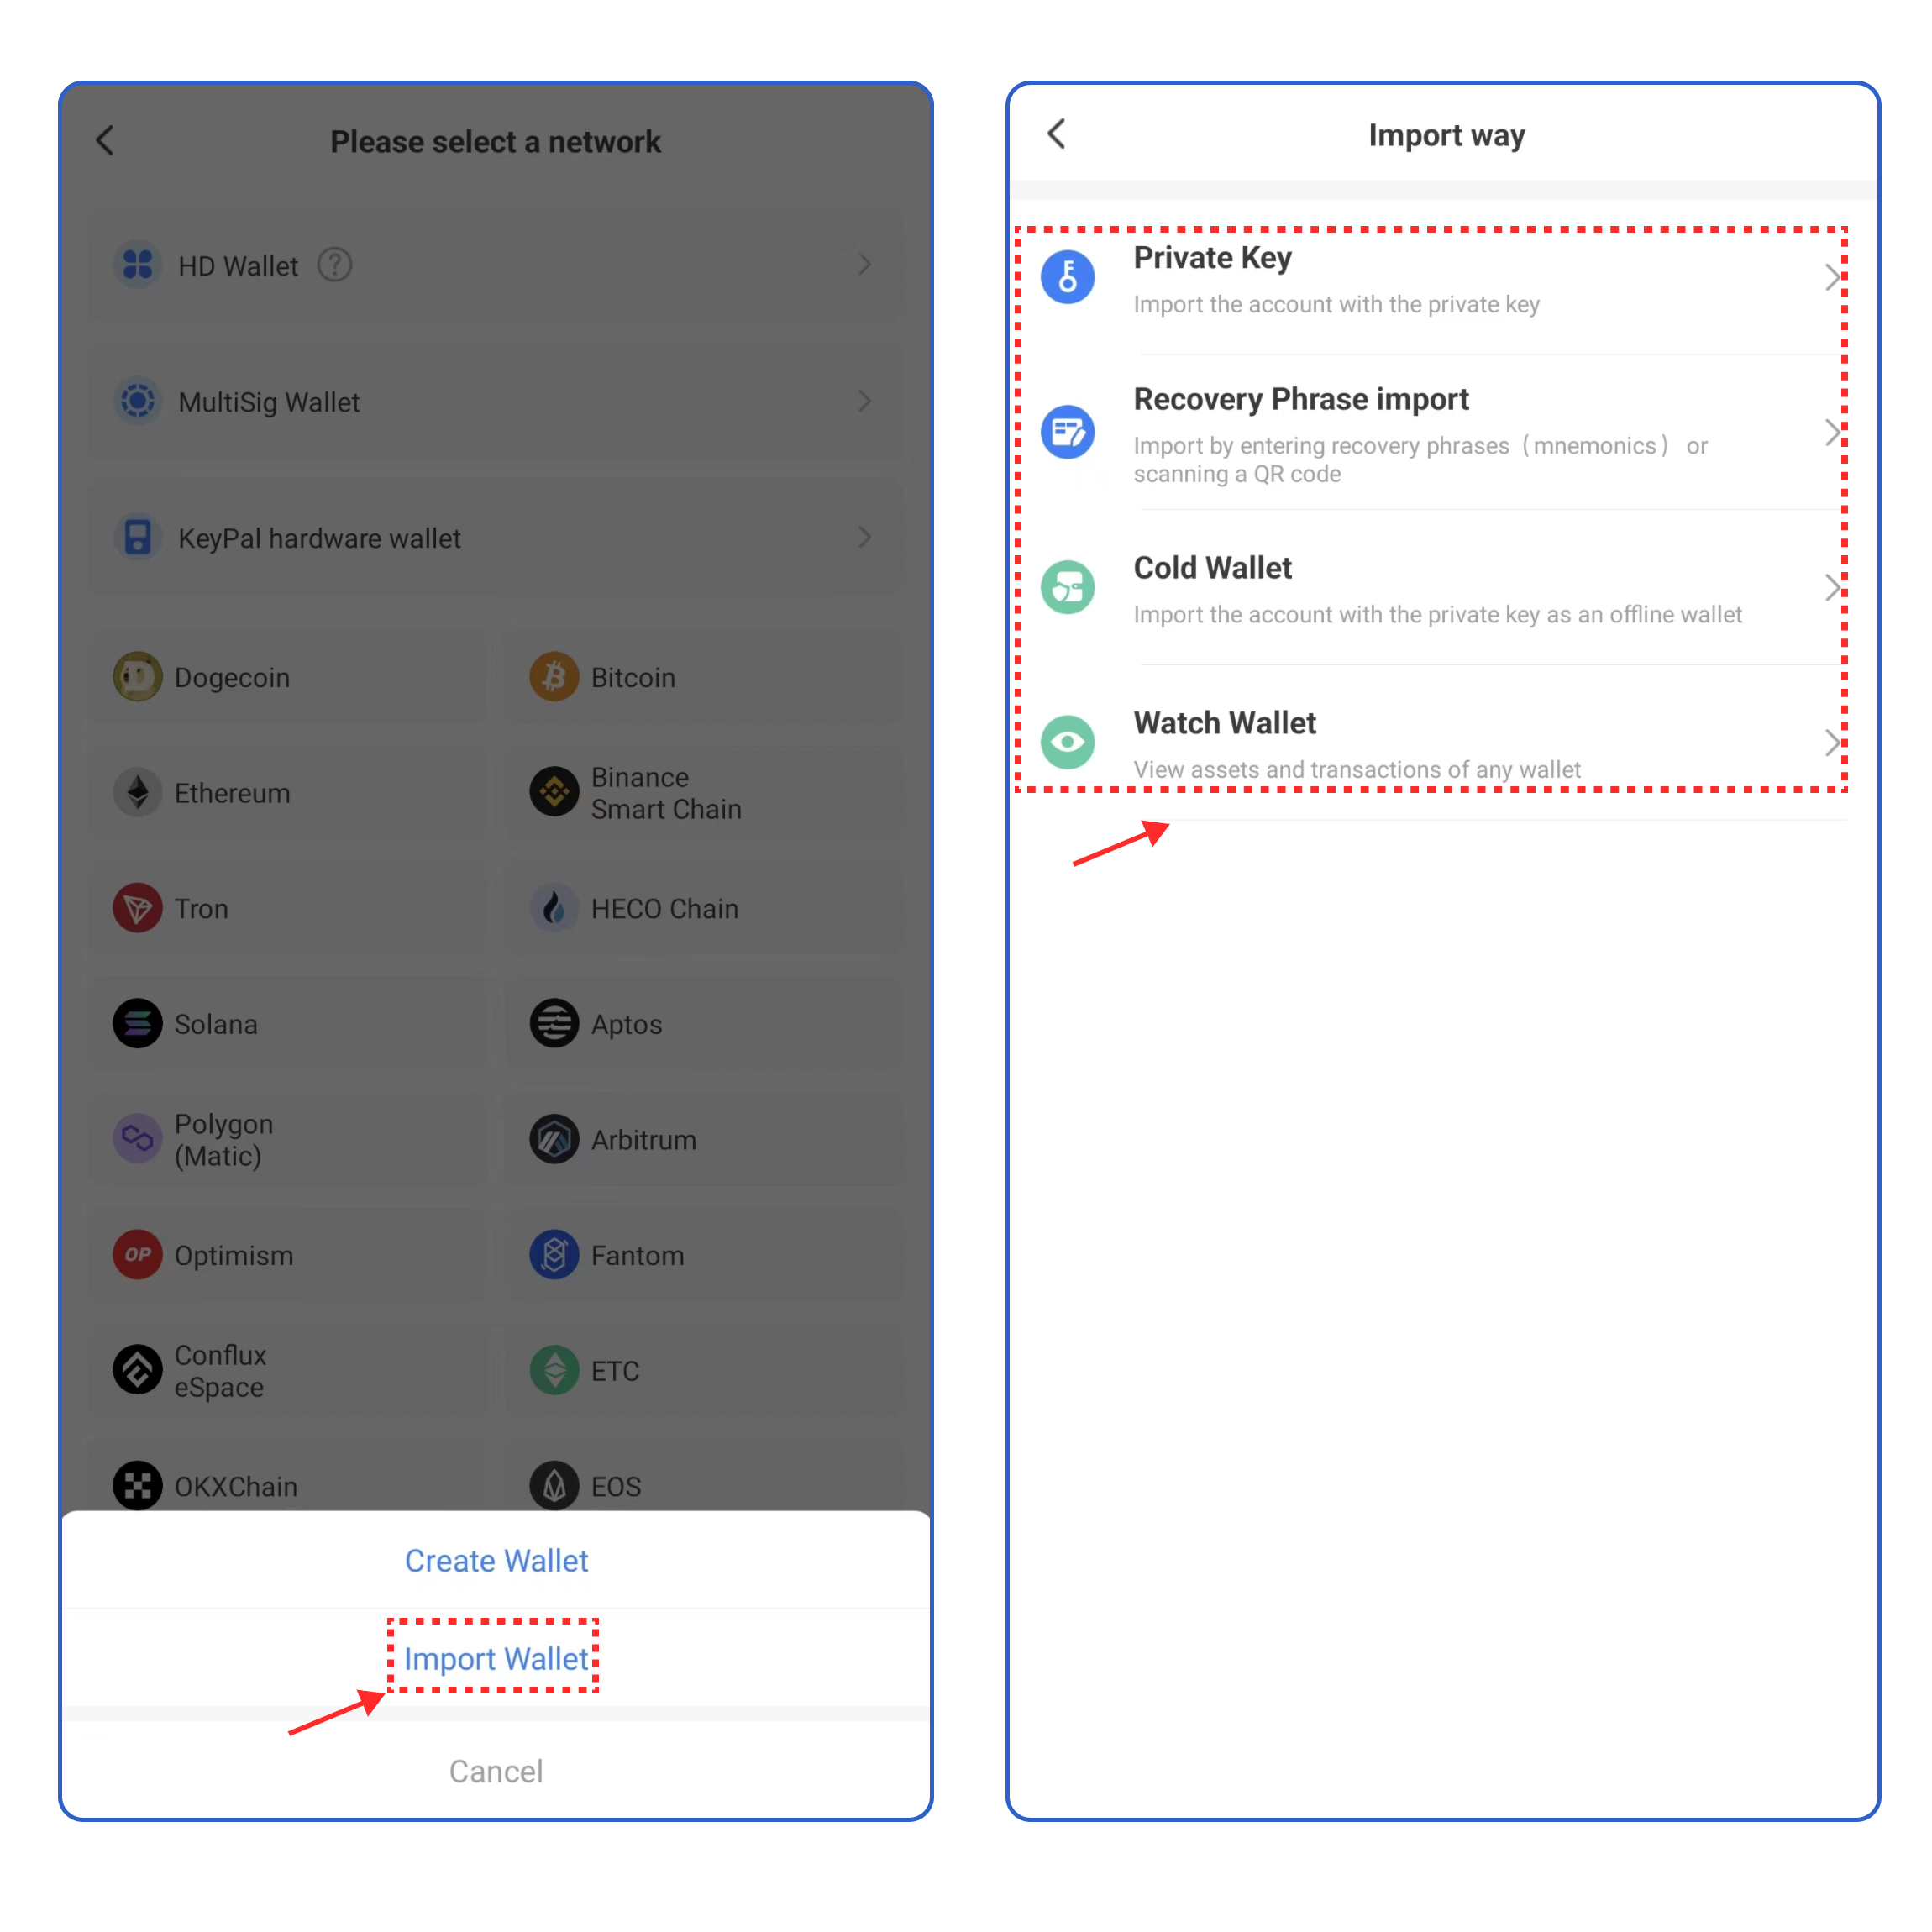 Please select a network
HD Wallet ?
MultiSig Wallet
KeyPal hardware wallet
Dogecoin
Bitcoin
Ethereum
Binance
Smart Chain
Tron
HECO Chain
Solana
Aptos
Polygon
(Matic)
Arbitrum
OP Optimism
Fantom
Conflux
eSpace
ETC
OKXChain
EOS
Create Wallet
Import Wallet
Cancel
Import way
Private Key
Import the account with the private key
Recovery Phrase import
Import by entering recovery phrases（mnemonics） or
scanning a QR code
Cold Wallet
Import the account with the private key as an offline wallet
Watch Wallet
View assets and transactions of any wallet